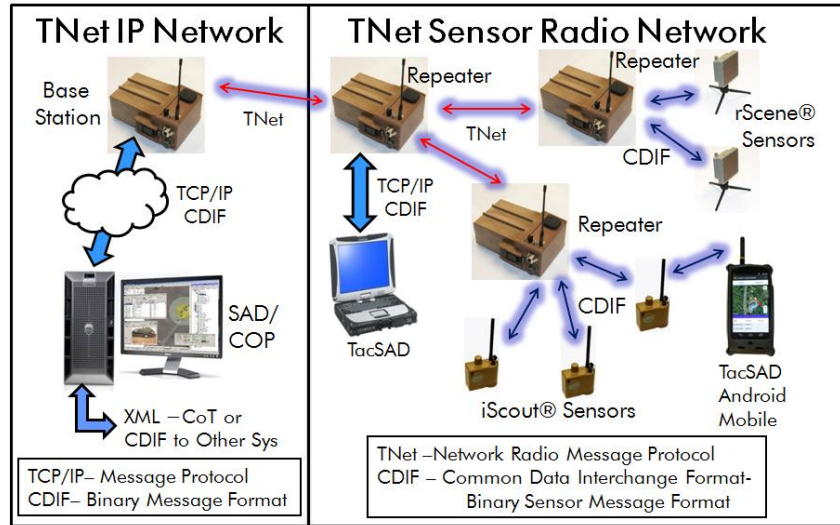 TNet IP Network
Base
Station
TNet
TCP/IP
CDIF
SAD/
COP
XML –CoT or
CDIF to Other Sys
TCP/IP– Message Protocol
CDIF– Binary Message Format
TNet Sensor Radio Network
Repeater
Repeater
TNet
rScene®
Sensors
CDIF
TCP/IP
CDIF
Repeater
TacSAD
CDIF
iScout® Sensors
TacSAD
Android
Mobile
TNet –Network Radio Message Protocol
CDIF – Common Data Interchange Format-
Binary Sensor Message Format